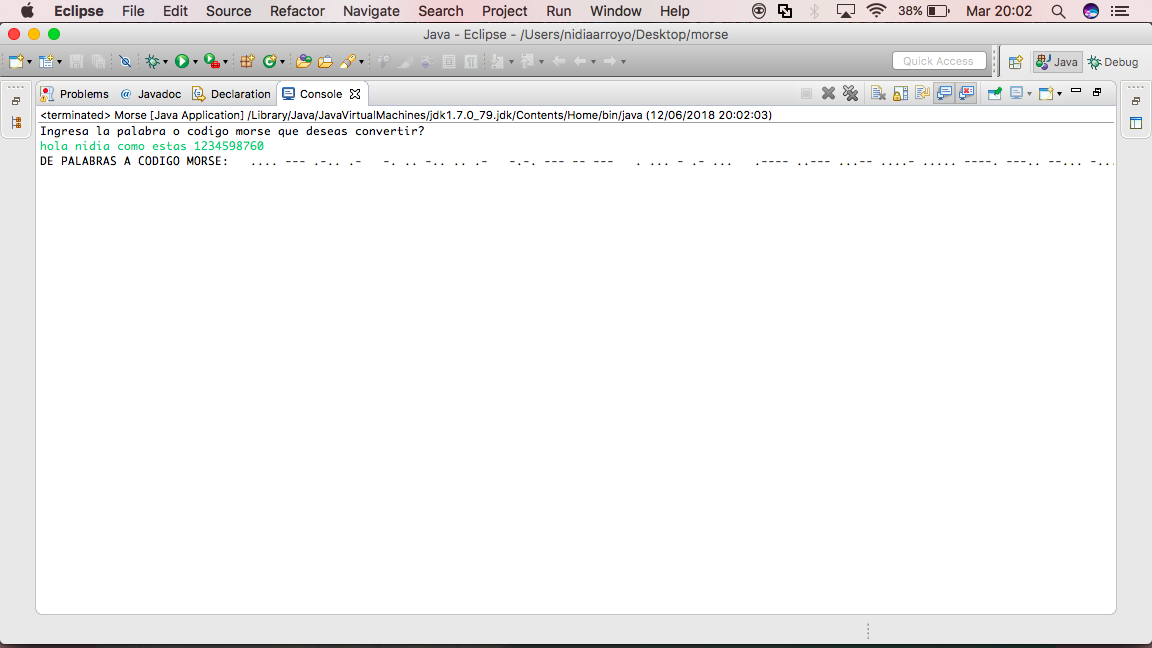 Eclipse File Edit Source Refactor Navigate Search Project Run Window Help 38% Mar 20:02
Java - Eclipse - /Users/nidiaarroyo/Desktop/morse
Quick Access Java Debug
Problems @ Javadoc Declaration Console
<terminated> Morse [Java Application] /Library/Java/JavaVirtualMachines/jdk1.7.0_79.jdk/Contents/Home/bin/java (12/06/2018 20:02:03)
Ingresa la palabra o codigo morse que deseas convertir?
hola nidia como estas 1234598760
DE PALABRAS A CODIGO MORSE:   .... --- .-.. .-   -. .. -.. .. .-   -.-. --- -- ---   . ... - .- ...   .---- ..--- ...-- ....- ..... ----. ---.. --... -...